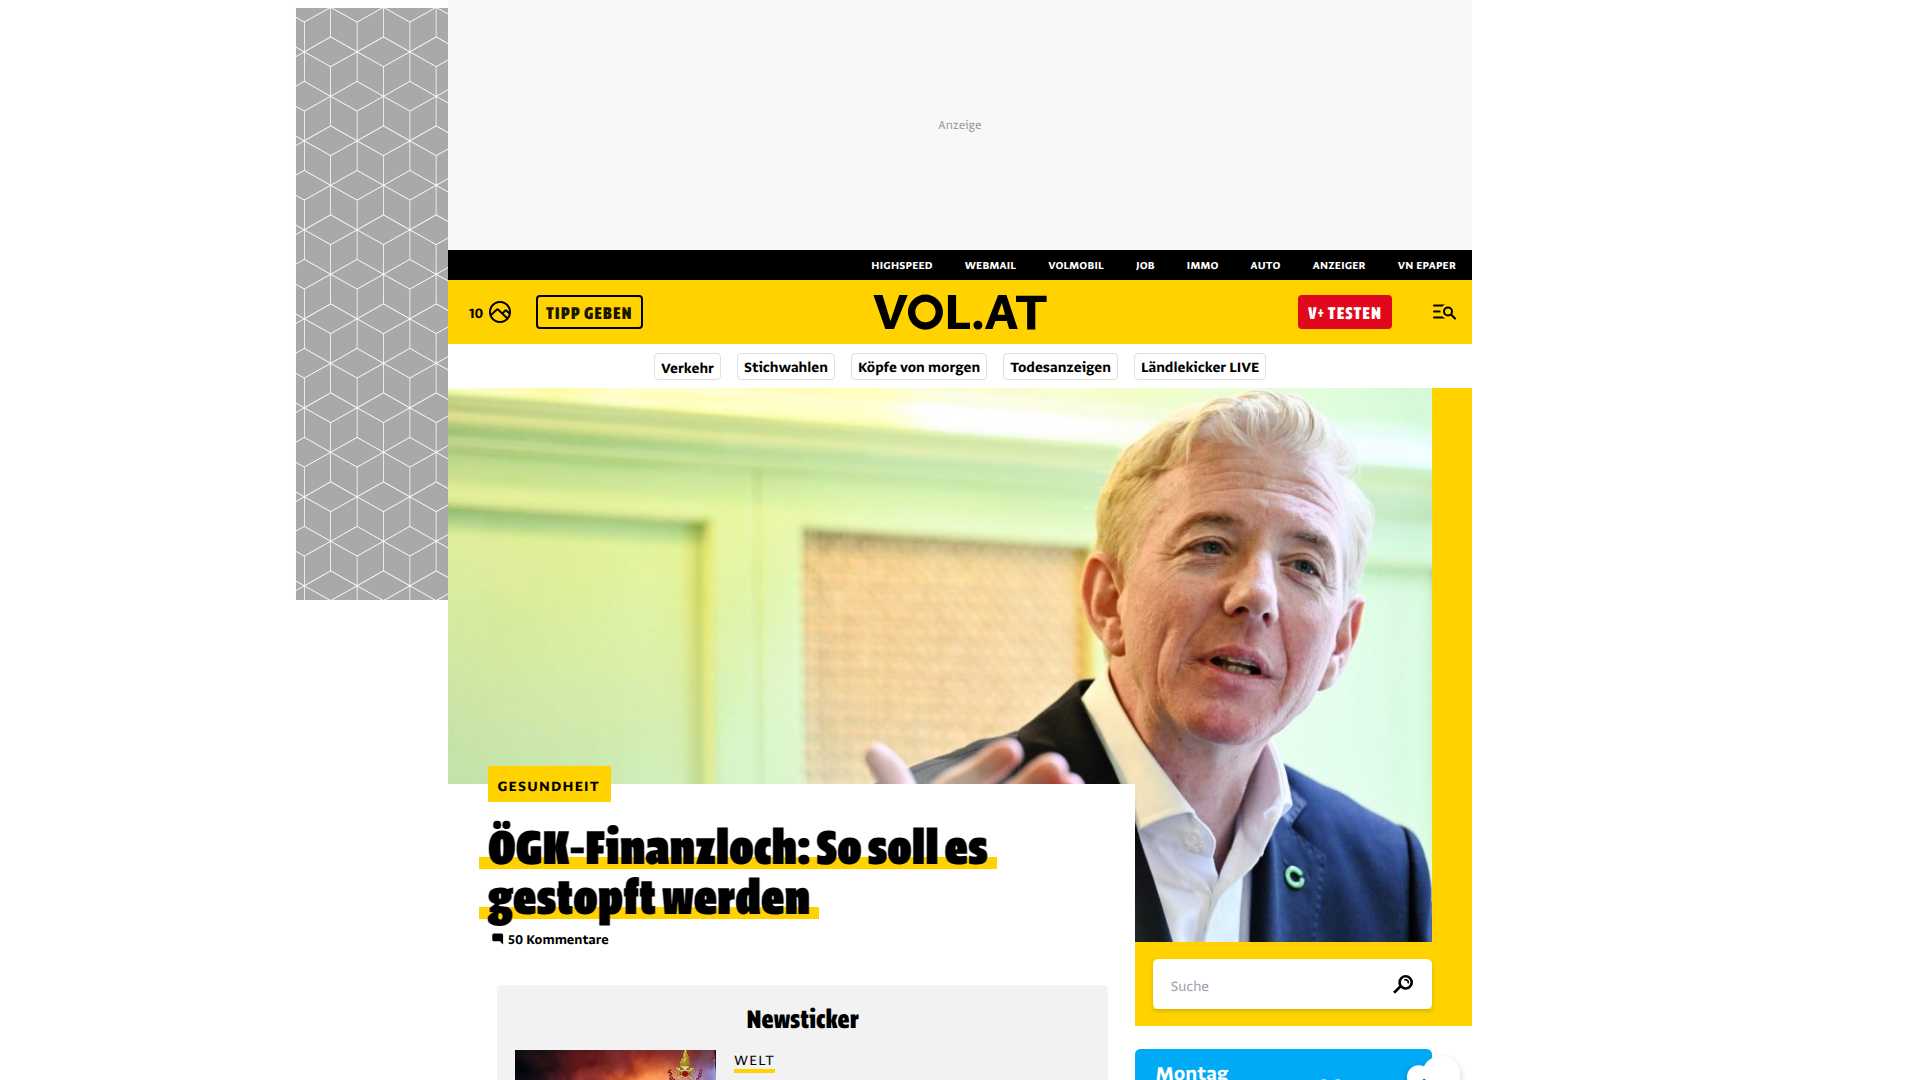 Anzeige
HIGHSPEED WEBMAIL VOLMOBIL JOB IMMO AUTO ANZEIGER VN EPAPER
10 TIPP GEBEN VOL.AT V+ TESTEN
Verkehr Stichwahlen Köpfe von morgen Todesanzeigen Ländlekicker LIVE
GESUNDHEIT
ÖGK-Finanzloch: So soll es
gestopft werden
50 Kommentare
Suche
Newsticker
WELT
Montag